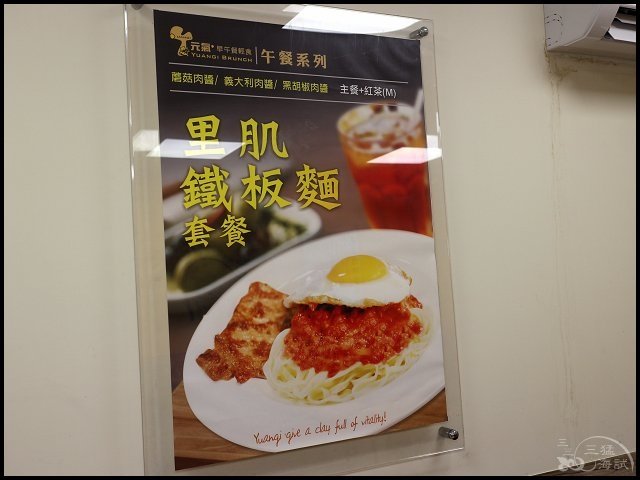 元氣 早午餐輕食
YUANQI BRUNCH
午餐系列
蘑菇肉醬/ 義大利肉醬/ 黑胡椒肉醬 主餐+紅茶(M)
里肌
鐵板麵
套餐
Yuanqi give a day full of vitality!
三猛
海試